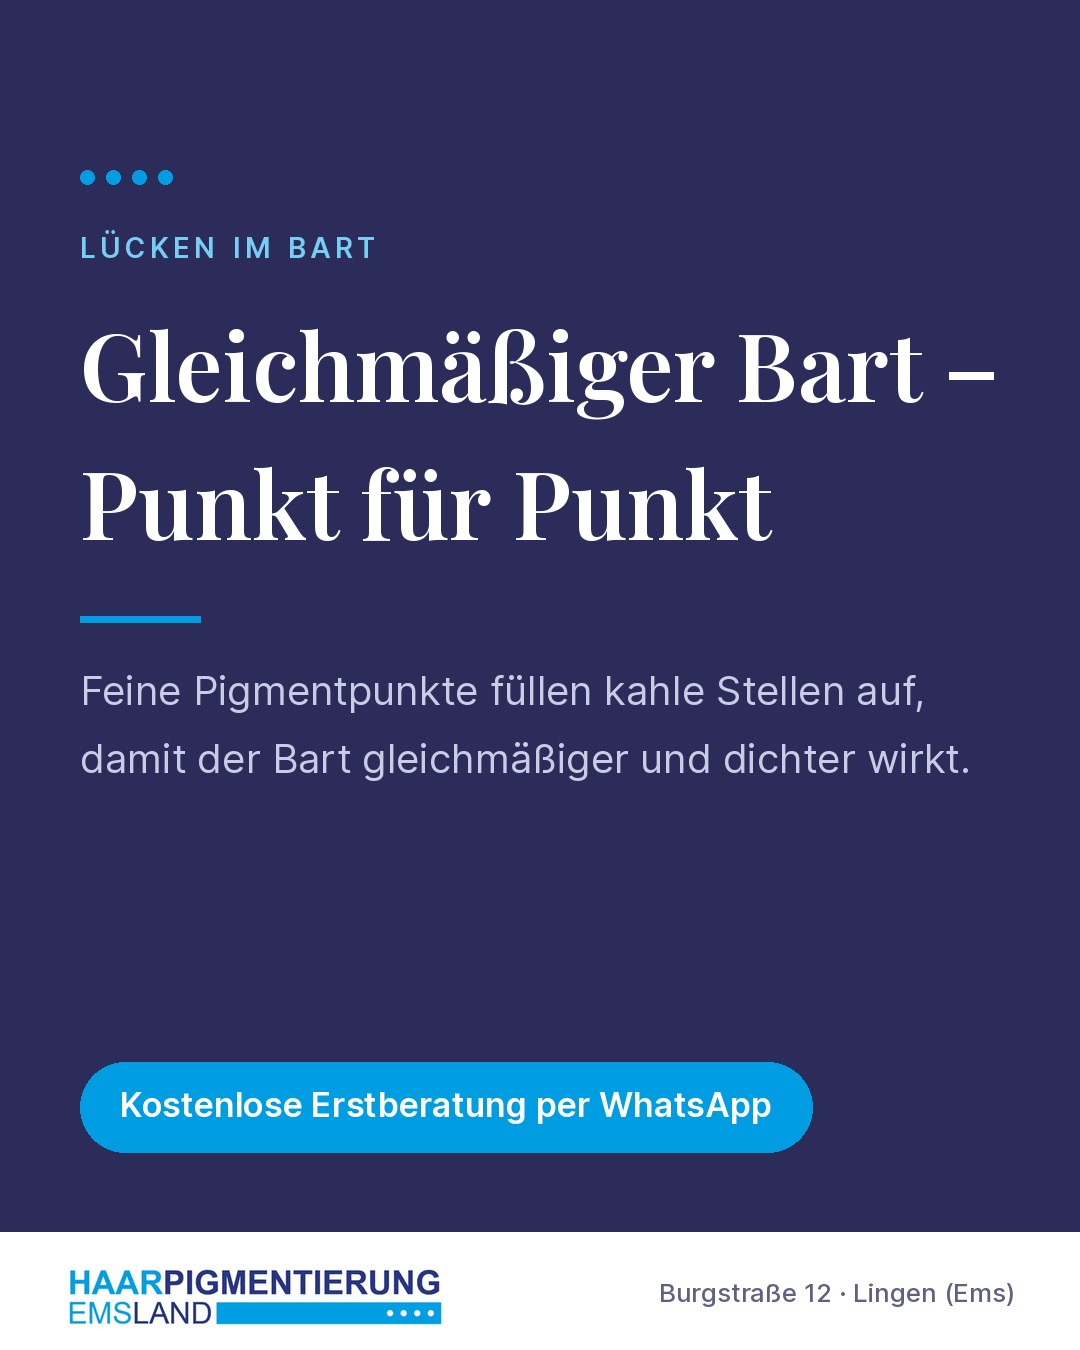 LÜCKEN IM BART
Gleichmäßiger Bart –
Punkt für Punkt
Feine Pigmentpunkte füllen kahle Stellen auf,
damit der Bart gleichmäßiger und dichter wirkt.
Kostenlose Erstberatung per WhatsApp
HAARPIGMENTIERUNG
EMSLAND
Burgstraße 12 · Lingen (Ems)